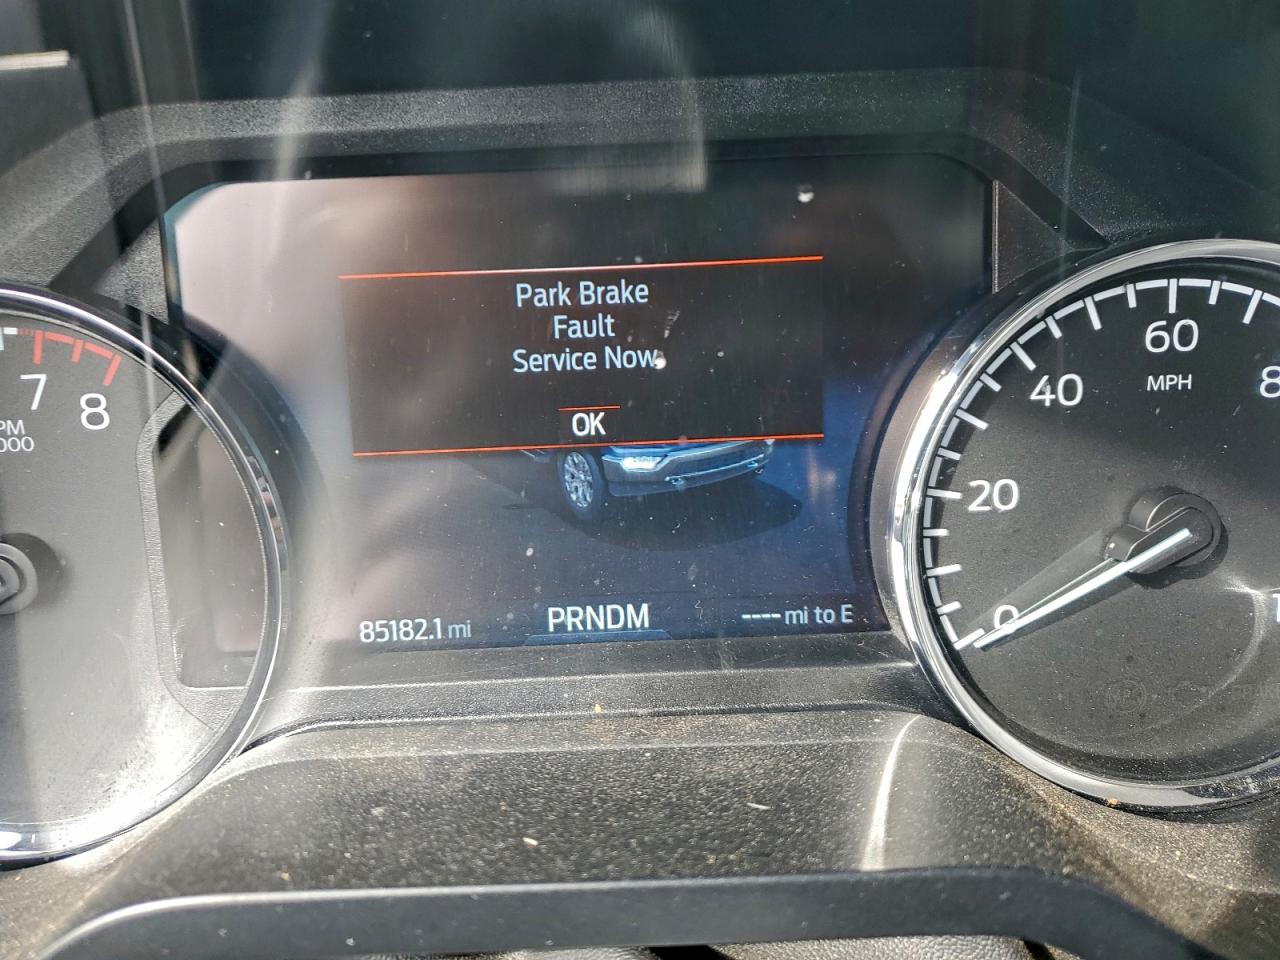 Park Brake
Fault
Service Now
OK
85182.1 mi
PRNDM
---- mi to E
7
8
60
MPH
40
20
0